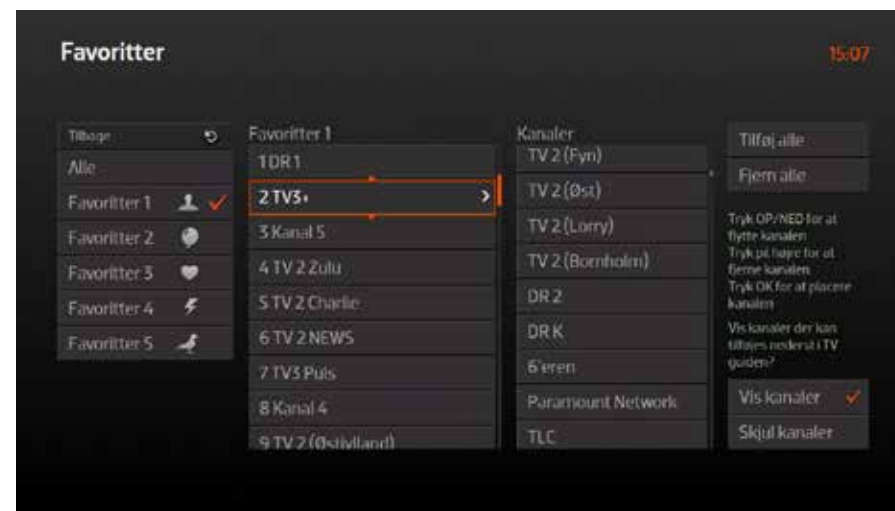 Favoritter
15:07
Tilbage
Alle
Favoritter 1
Favoritter 2
Favoritter 3
Favoritter 4
Favoritter 5
Favoritter 1
1 DR 1
2 TV3+
3 Kanal 5
4 TV 2 Zulu
5 TV 2 Charlie
6 TV 2 NEWS
7 TV3 Puls
8 Kanal 4
9 TV 2 (Østjylland)
Kanaler
TV 2 (Fyn)
TV 2 (Øst)
TV 2 (Lorry)
TV 2 (Bornholm)
DR 2
DR K
6'eren
Paramount Network
TLC
Tilføj alle
Fjern alle
Tryk OP/NED for at
flytte kanalen
Tryk pil højre for at
fjerne kanalen
Tryk OK for at placere
kanalen
Vis kanaler der kan
tilføjes nederst i TV
guiden?
Vis kanaler
Skjul kanaler